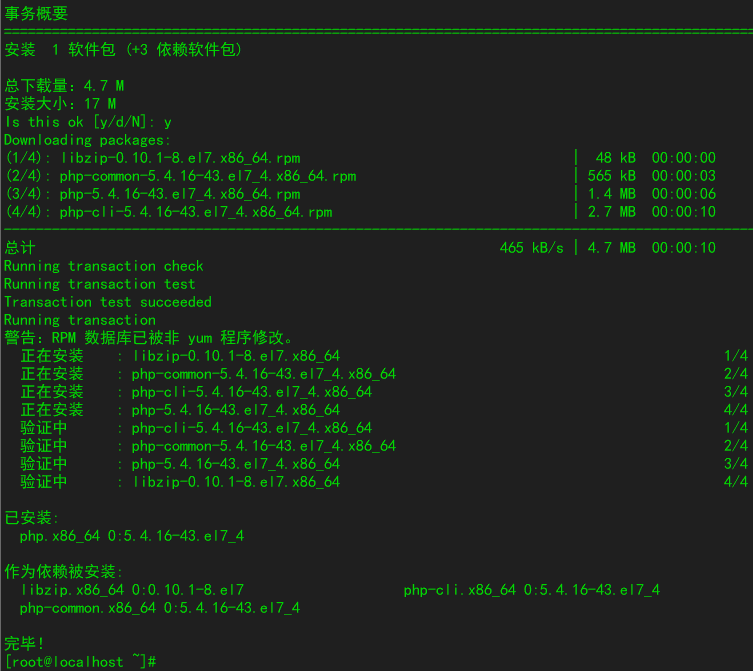 事务概要
================================================================================
安装  1 软件包 (+3 依赖软件包)
总下载量：4.7 M
安装大小：17 M
Is this ok [y/d/N]: y
Downloading packages:
(1/4): libzip-0.10.1-8.el7.x86_64.rpm | 48 kB 00:00:00
(2/4): php-common-5.4.16-43.el7_4.x86_64.rpm | 565 kB 00:00:03
(3/4): php-5.4.16-43.el7_4.x86_64.rpm | 1.4 MB 00:00:06
(4/4): php-cli-5.4.16-43.el7_4.x86_64.rpm | 2.7 MB 00:00:10
--------------------------------------------------------------------------------
总计 465 kB/s | 4.7 MB 00:00:10
Running transaction check
Running transaction test
Transaction test succeeded
Running transaction
警告：RPM 数据库已被非 yum 程序修改。
正在安装 : libzip-0.10.1-8.el7.x86_64 1/4
正在安装 : php-common-5.4.16-43.el7_4.x86_64 2/4
正在安装 : php-cli-5.4.16-43.el7_4.x86_64 3/4
正在安装 : php-5.4.16-43.el7_4.x86_64 4/4
验证中 : php-cli-5.4.16-43.el7_4.x86_64 1/4
验证中 : php-common-5.4.16-43.el7_4.x86_64 2/4
验证中 : php-5.4.16-43.el7_4.x86_64 3/4
验证中 : libzip-0.10.1-8.el7.x86_64 4/4
已安装:
php.x86_64 0:5.4.16-43.el7_4
作为依赖被安装:
libzip.x86_64 0:0.10.1-8.el7 php-cli.x86_64 0:5.4.16-43.el7_4
php-common.x86_64 0:5.4.16-43.el7_4
完毕！
[root@localhost ~]#